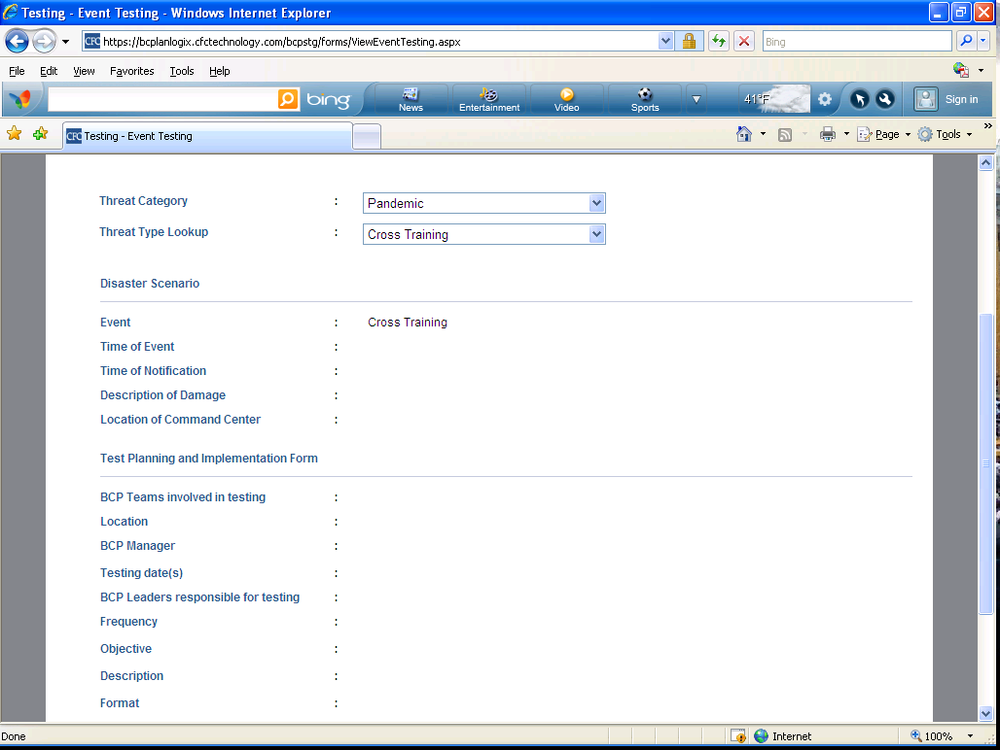 Testing - Event Testing - Windows Internet Explorer
CFC https://bcplanlogix.cfctechnology.com/bcpstg/forms/ViewEventTesting.aspx Bing
File Edit View Favorites Tools Help
bing News Entertainment Video Sports 41°F Sign in
CFC Testing - Event Testing Page Tools »
Threat Category : Pandemic
Threat Type Lookup : Cross Training
Disaster Scenario
Event : Cross Training
Time of Event :
Time of Notification :
Description of Damage :
Location of Command Center :
Test Planning and Implementation Form
BCP Teams involved in testing :
Location :
BCP Manager :
Testing date(s) :
BCP Leaders responsible for testing :
Frequency :
Objective :
Description :
Format :
Done Internet 100%